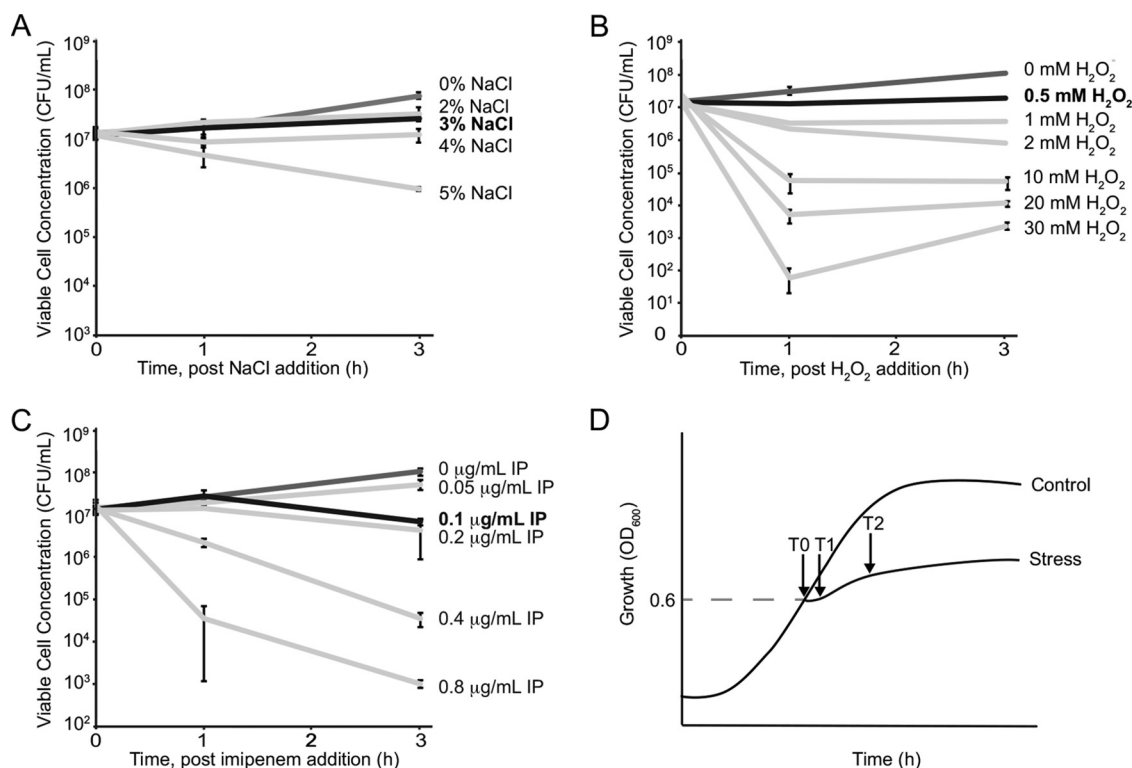 A
Viable Cell Concentration (CFU/mL)
10⁹
10⁸
10⁷
10⁶
10⁵
10⁴
10³
0% NaCl
2% NaCl
3% NaCl
4% NaCl
5% NaCl
0 1 2 3
Time, post NaCl addition (h)
B
Viable Cell Concentration (CFU/mL)
10⁹
10⁸
10⁷
10⁶
10⁵
10⁴
10³
10²
10¹
0
0 mM H₂O₂
0.5 mM H₂O₂
1 mM H₂O₂
2 mM H₂O₂
10 mM H₂O₂
20 mM H₂O₂
30 mM H₂O₂
0 1 2 3
Time, post H₂O₂ addition (h)
C
Viable Cell Concentration (CFU/mL)
10⁹
10⁸
10⁷
10⁶
10⁵
10⁴
10³
10²
0 µg/mL IP
0.05 µg/mL IP
0.1 µg/mL IP
0.2 µg/mL IP
0.4 µg/mL IP
0.8 µg/mL IP
0 1 2 3
Time, post imipenem addition (h)
D
Growth (OD₆₀₀)
0.6
T0 T1 T2
Control
Stress
Time (h)